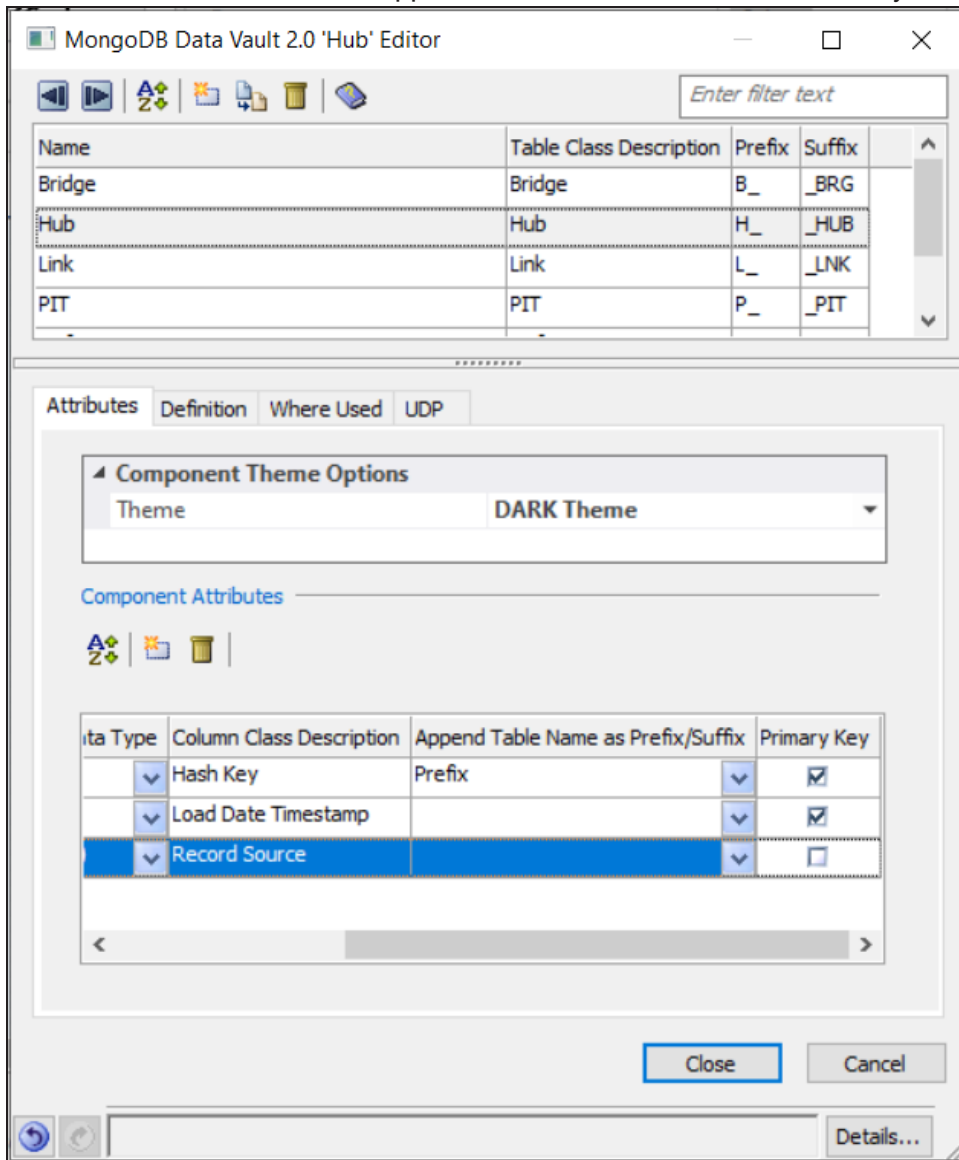 MongoDB Data Vault 2.0 'Hub' Editor
Enter filter text
Name Table Class Description Prefix Suffix
Bridge Bridge B_ _BRG
Hub Hub H_ _HUB
Link Link L_ _LNK
PIT PIT P_ _PIT
Attributes Definition Where Used UDP
Component Theme Options
Theme DARK Theme
Component Attributes
ta Type Column Class Description Append Table Name as Prefix/Suffix Primary Key
Hash Key Prefix
Load Date Timestamp
Record Source
Close Cancel
Details...